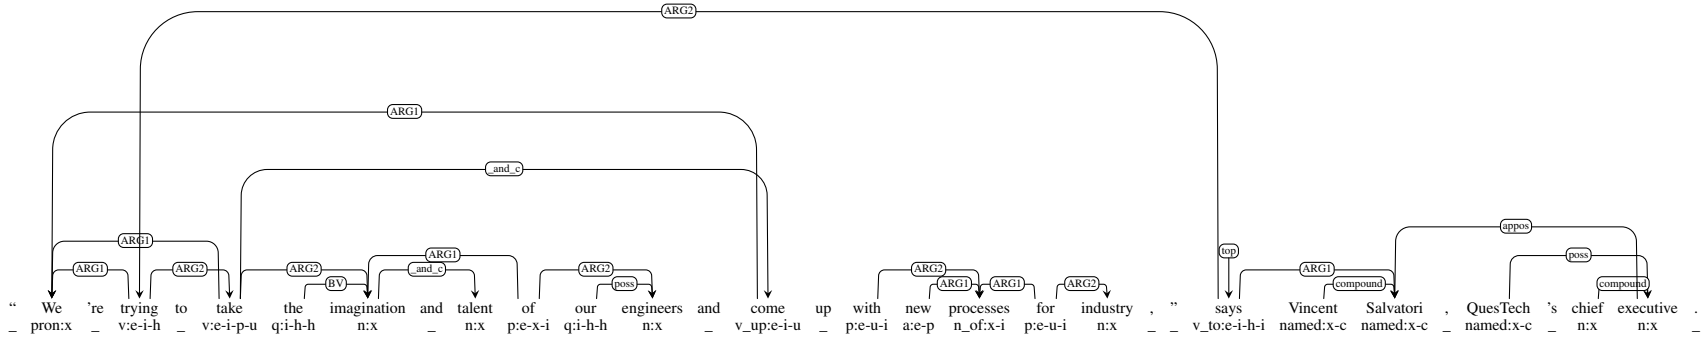 ARG2
ARG1
_and_c
appos
ARG1 ARG1 top poss
ARG1 ARG2 ARG2 _and_c ARG2 ARG2 ARG1
BV poss ARG1 ARG1 ARG2 compound compound
“ We 're trying to take the imagination and talent of our engineers and come up with new processes for industry , ” says Vincent Salvatori , QuesTech 's chief executive .
_ pron:x _ v:e-i-h _ v:e-i-p-u q:i-h-h n:x _ n:x p:e-x-i q:i-h-h n:x _ v_up:e-i-u _ p:e-u-i a:e-p n_of:x-i p:e-u-i n:x _ _ v_to:e-i-h-i named:x-c named:x-c _ named:x-c _ n:x n:x _